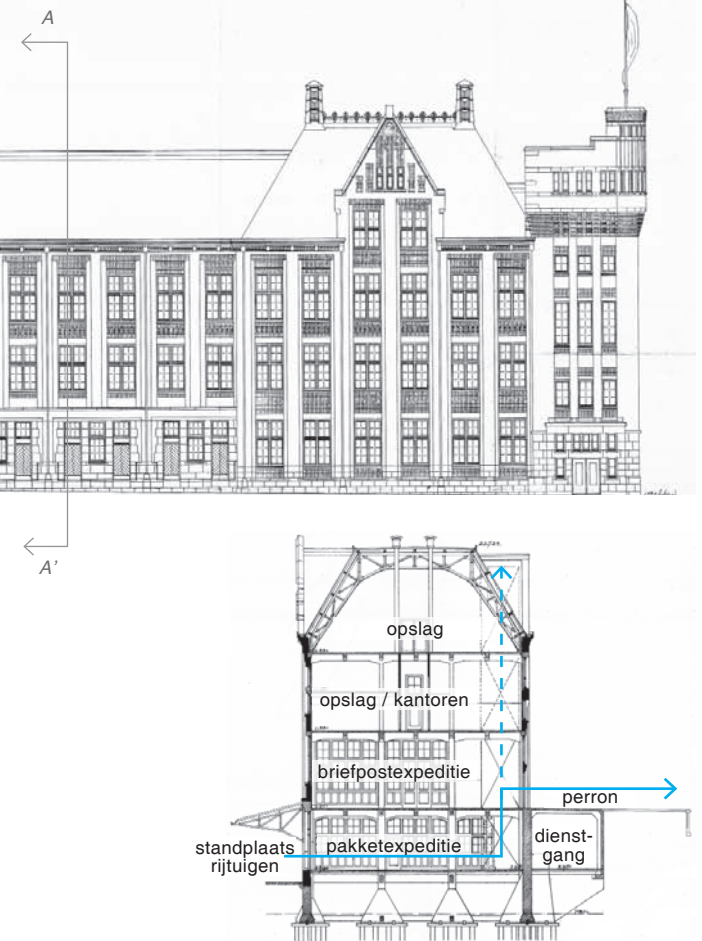 A
A'
opslag
opslag / kantoren
briefpostexpeditie
perron
standplaats
rijtuigen
pakketexpeditie
dienst-
gang